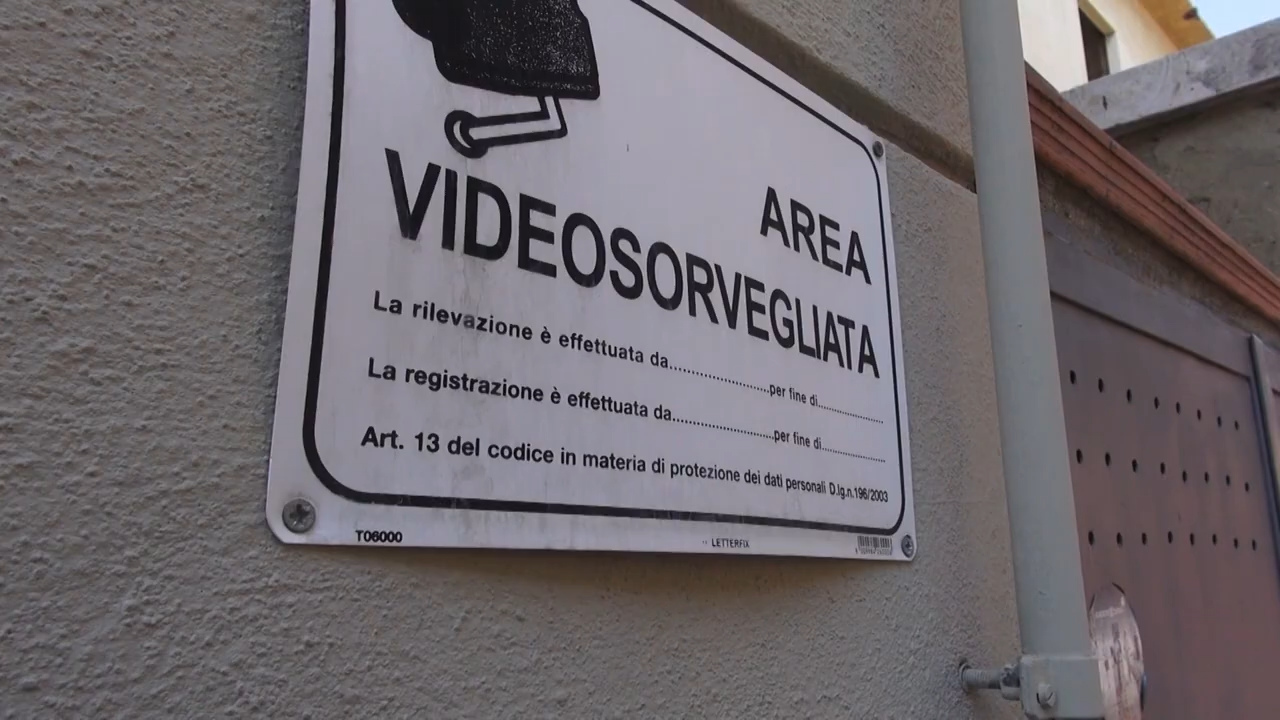 AREA
VIDEOSORVEGLIATA
La rilevazione è effettuata da........................per fine di...................
La registrazione è effettuata da........................per fine di...................
Art. 13 del codice in materia di protezione dei dati personali D.lg.n.196/2003
T06000
LETTERFIX